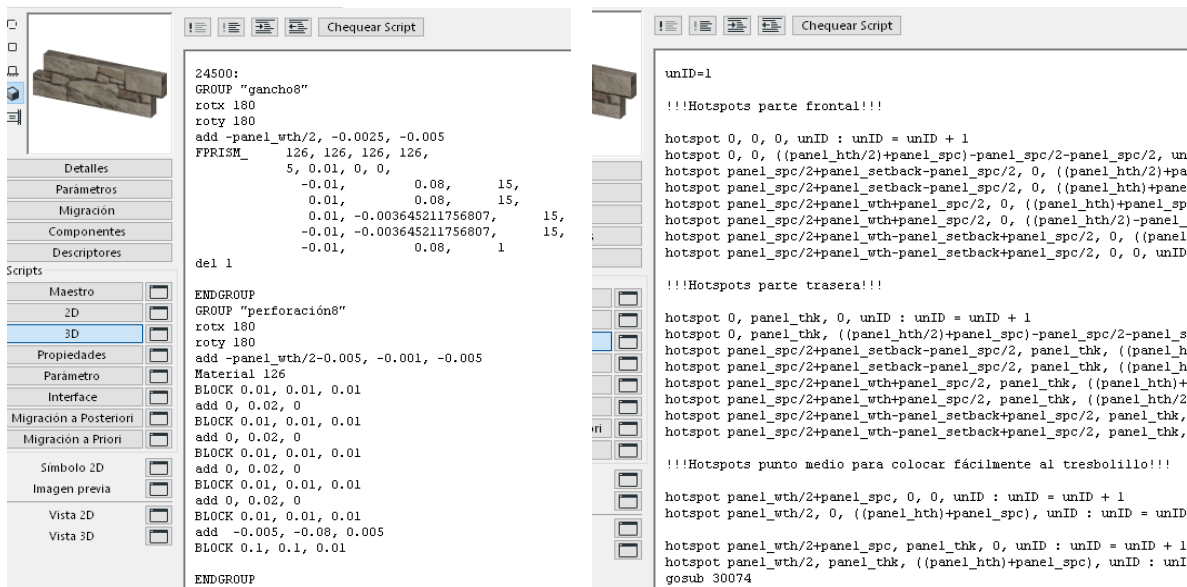 Chequear Script
24500:
GROUP "gancho8"
rotx 180
roty 180
add -panel_wth/2, -0.0025, -0.005
FPRISM_ 126, 126, 126, 126,
5, 0.01, 0, 0,
-0.01, 0.08, 15,
0.01, 0.08, 15,
0.01, -0.003645211756807, 15,
-0.01, -0.003645211756807, 15,
-0.01, 0.08, 1
del 1
ENDGROUP
GROUP "perforación8"
rotx 180
roty 180
add -panel_wth/2-0.005, -0.001, -0.005
Material 126
BLOCK 0.01, 0.01, 0.01
add 0, 0.02, 0
BLOCK 0.01, 0.01, 0.01
add 0, 0.02, 0
BLOCK 0.01, 0.01, 0.01
add 0, 0.02, 0
BLOCK 0.01, 0.01, 0.01
add 0, 0.02, 0
BLOCK 0.01, 0.01, 0.01
add -0.005, -0.08, 0.005
BLOCK 0.1, 0.1, 0.01
ENDGROUP
Detalles
Parámetros
Migración
Componentes
Descriptores
Scripts
Maestro
2D
3D
Propiedades
Parámetro
Interface
Migración a Posteriori
Migración a Priori
Símbolo 2D
Imagen previa
Vista 2D
Vista 3D
Chequear Script
unID=1
!!!Hotspots parte frontal!!!
hotspot 0, 0, 0, unID : unID = unID + 1
hotspot 0, 0, ((panel_hth/2)+panel_spc)-panel_spc/2-panel_spc/2, un
hotspot panel_spc/2+panel_setback-panel_spc/2, 0, ((panel_hth/2)+pa
hotspot panel_spc/2+panel_setback-panel_spc/2, 0, ((panel_hth)+pane
hotspot panel_spc/2+panel_wth+panel_spc/2, 0, ((panel_hth)+panel_sp
hotspot panel_spc/2+panel_wth+panel_spc/2, 0, ((panel_hth/2)-panel_
hotspot panel_spc/2+panel_wth-panel_setback+panel_spc/2, 0, ((panel
hotspot panel_spc/2+panel_wth-panel_setback+panel_spc/2, 0, 0, unID
!!!Hotspots parte trasera!!!
hotspot 0, panel_thk, 0, unID : unID = unID + 1
hotspot 0, panel_thk, ((panel_hth/2)+panel_spc)-panel_spc/2-panel_s
hotspot panel_spc/2+panel_setback-panel_spc/2, panel_thk, ((panel_h
hotspot panel_spc/2+panel_setback-panel_spc/2, panel_thk, ((panel_h
hotspot panel_spc/2+panel_wth+panel_spc/2, panel_thk, ((panel_hth)+
hotspot panel_spc/2+panel_wth+panel_spc/2, panel_thk, ((panel_hth/2
hotspot panel_spc/2+panel_wth-panel_setback+panel_spc/2, panel_thk,
hotspot panel_spc/2+panel_wth-panel_setback+panel_spc/2, panel_thk,
!!!Hotspots punto medio para colocar fácilmente al tresbolillo!!!
hotspot panel_wth/2+panel_spc, 0, 0, unID : unID = unID + 1
hotspot panel_wth/2, 0, ((panel_hth)+panel_spc), unID : unID = unID
hotspot panel_wth/2+panel_spc, panel_thk, 0, unID : unID = unID + 1
hotspot panel_wth/2, panel_thk, ((panel_hth)+panel_spc), unID : unI
gosub 30074